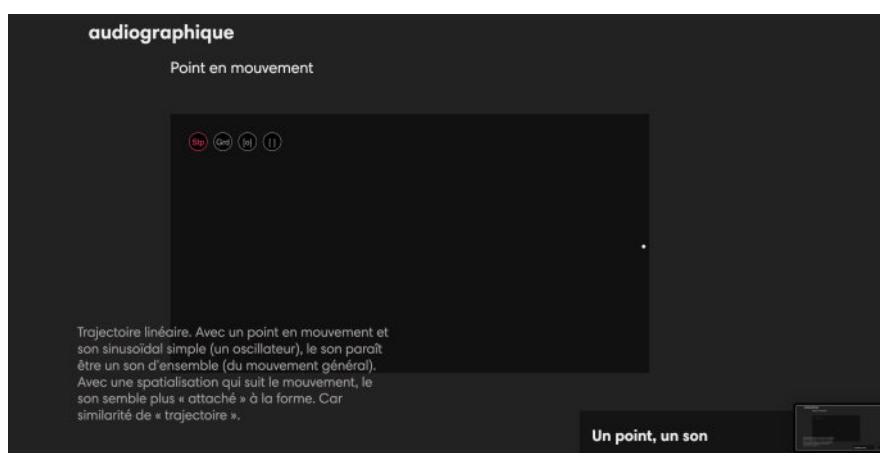 audiographique
Point en mouvement
Stp Grd [o] [ ]
Trajectoire linéaire. Avec un point en mouvement et
son sinusoïdal simple (un oscillateur), le son paraît
être un son d'ensemble (du mouvement général).
Avec une spatialisation qui suit le mouvement, le
son semble plus « attaché » à la forme. Car
similarité de « trajectoire ».
Un point, un son